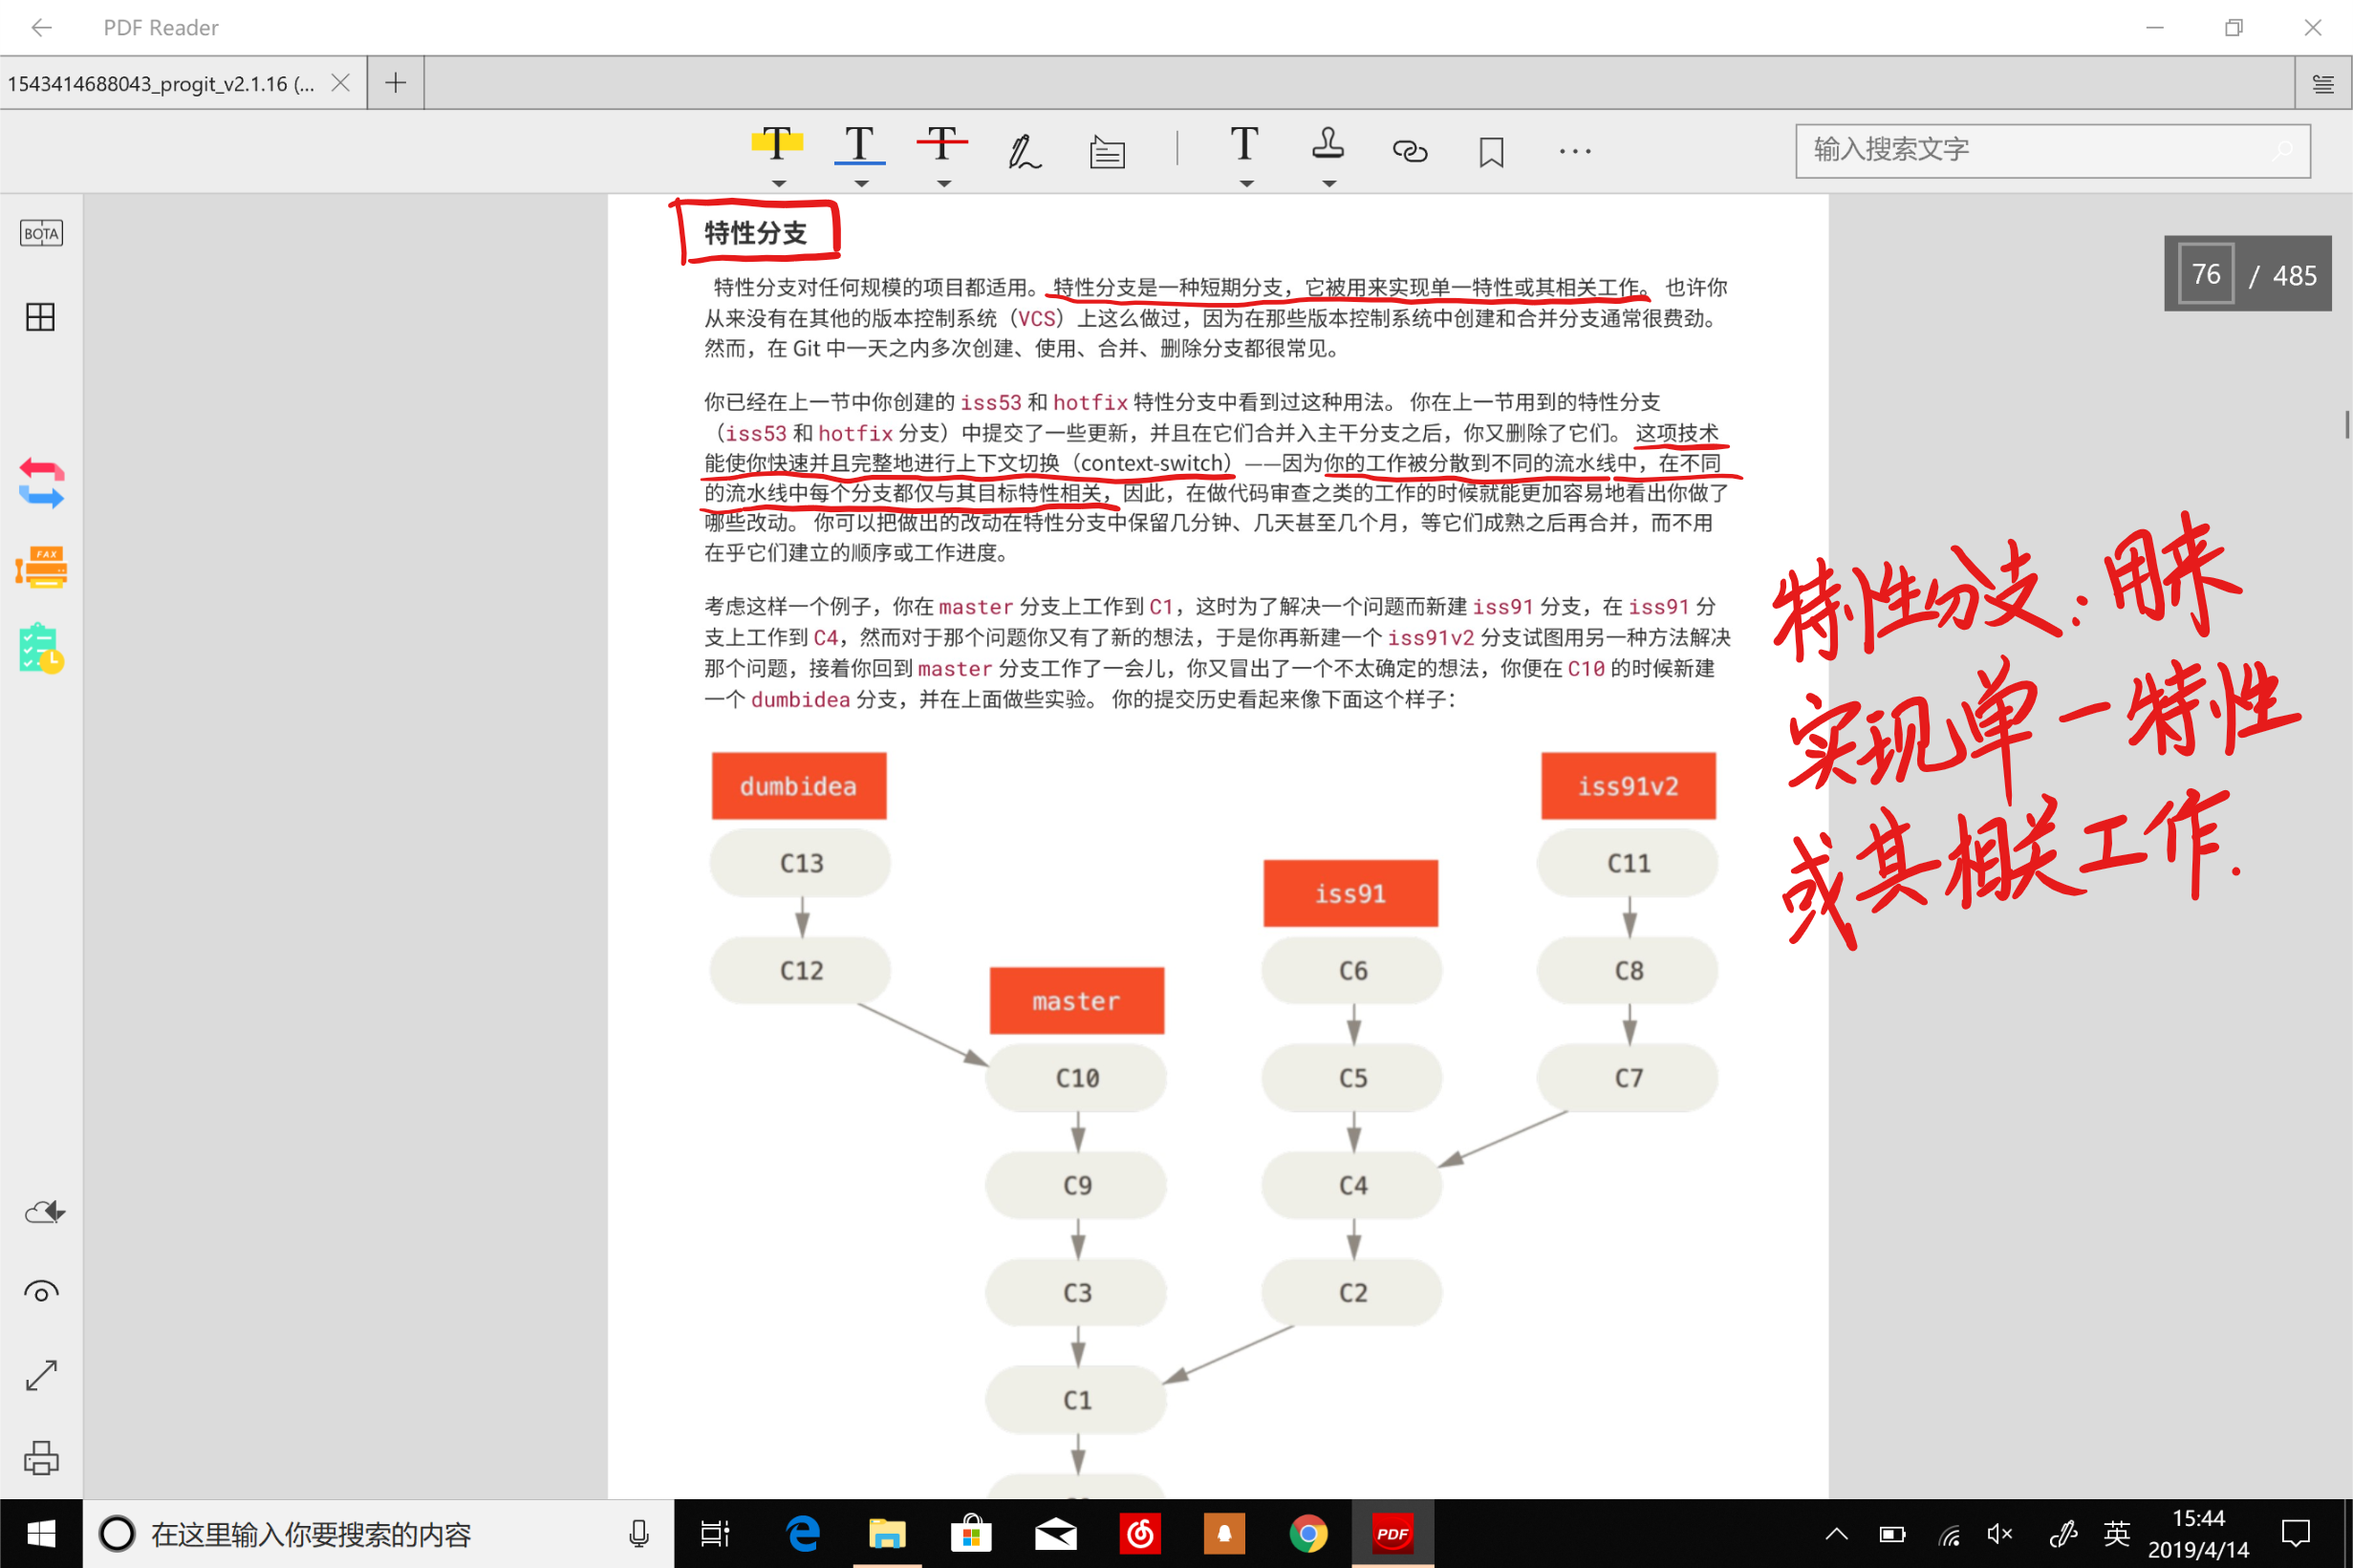 PDF Reader
1543414688043_progit_v2.1.16 (...
T T T T
输入搜索文字
BOTA
FAX
76 / 485
特性分支
特性分支对任何规模的项目都适用。 特性分支是一种短期分支，它被用来实现单一特性或其相关工作。 也许你
从来没有在其他的版本控制系统（VCS）上这么做过，因为在那些版本控制系统中创建和合并分支通常很费劲。
然而，在 Git 中一天之内多次创建、使用、合并、删除分支都很常见。
你已经在上一节中你创建的 iss53 和 hotfix 特性分支中看到过这种用法。 你在上一节用到的特性分支
（iss53 和 hotfix 分支）中提交了一些更新，并且在它们合并入主干分支之后，你又删除了它们。 这项技术
能使你快速并且完整地进行上下文切换（context-switch）——因为你的工作被分散到不同的流水线中，在不同
的流水线中每个分支都仅与其目标特性相关，因此，在做代码审查之类的工作的时候就能更加容易地看出你做了
哪些改动。 你可以把做出的改动在特性分支中保留几分钟、几天甚至几个月，等它们成熟之后再合并，而不用
在乎它们建立的顺序或工作进度。
考虑这样一个例子，你在 master 分支上工作到 C1，这时为了解决一个问题而新建 iss91 分支，在 iss91 分
支上工作到 C4，然而对于那个问题你又有了新的想法，于是你再新建一个 iss91v2 分支试图用另一种方法解决
那个问题，接着你回到 master 分支工作了一会儿，你又冒出了一个不太确定的想法，你便在 C10 的时候新建
一个 dumbidea 分支，并在上面做些实验。 你的提交历史看起来像下面这个样子：
特性分支：用来
实现单一特性
或其相关工作.
dumbidea
iss91v2
C13
C11
iss91
C12
C6
C8
master
C10
C5
C7
C9
C4
C3
C2
C1
在这里输入你要搜索的内容
PDF
英
15:44
2019/4/14